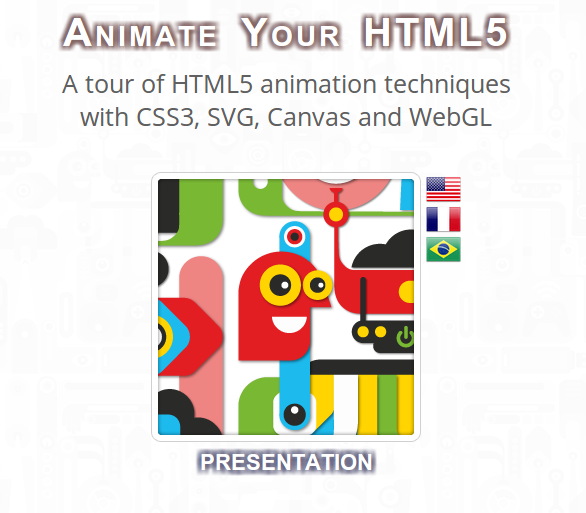 Animate Your HTML5
A tour of HTML5 animation techniques
with CSS3, SVG, Canvas and WebGL
PRESENTATION